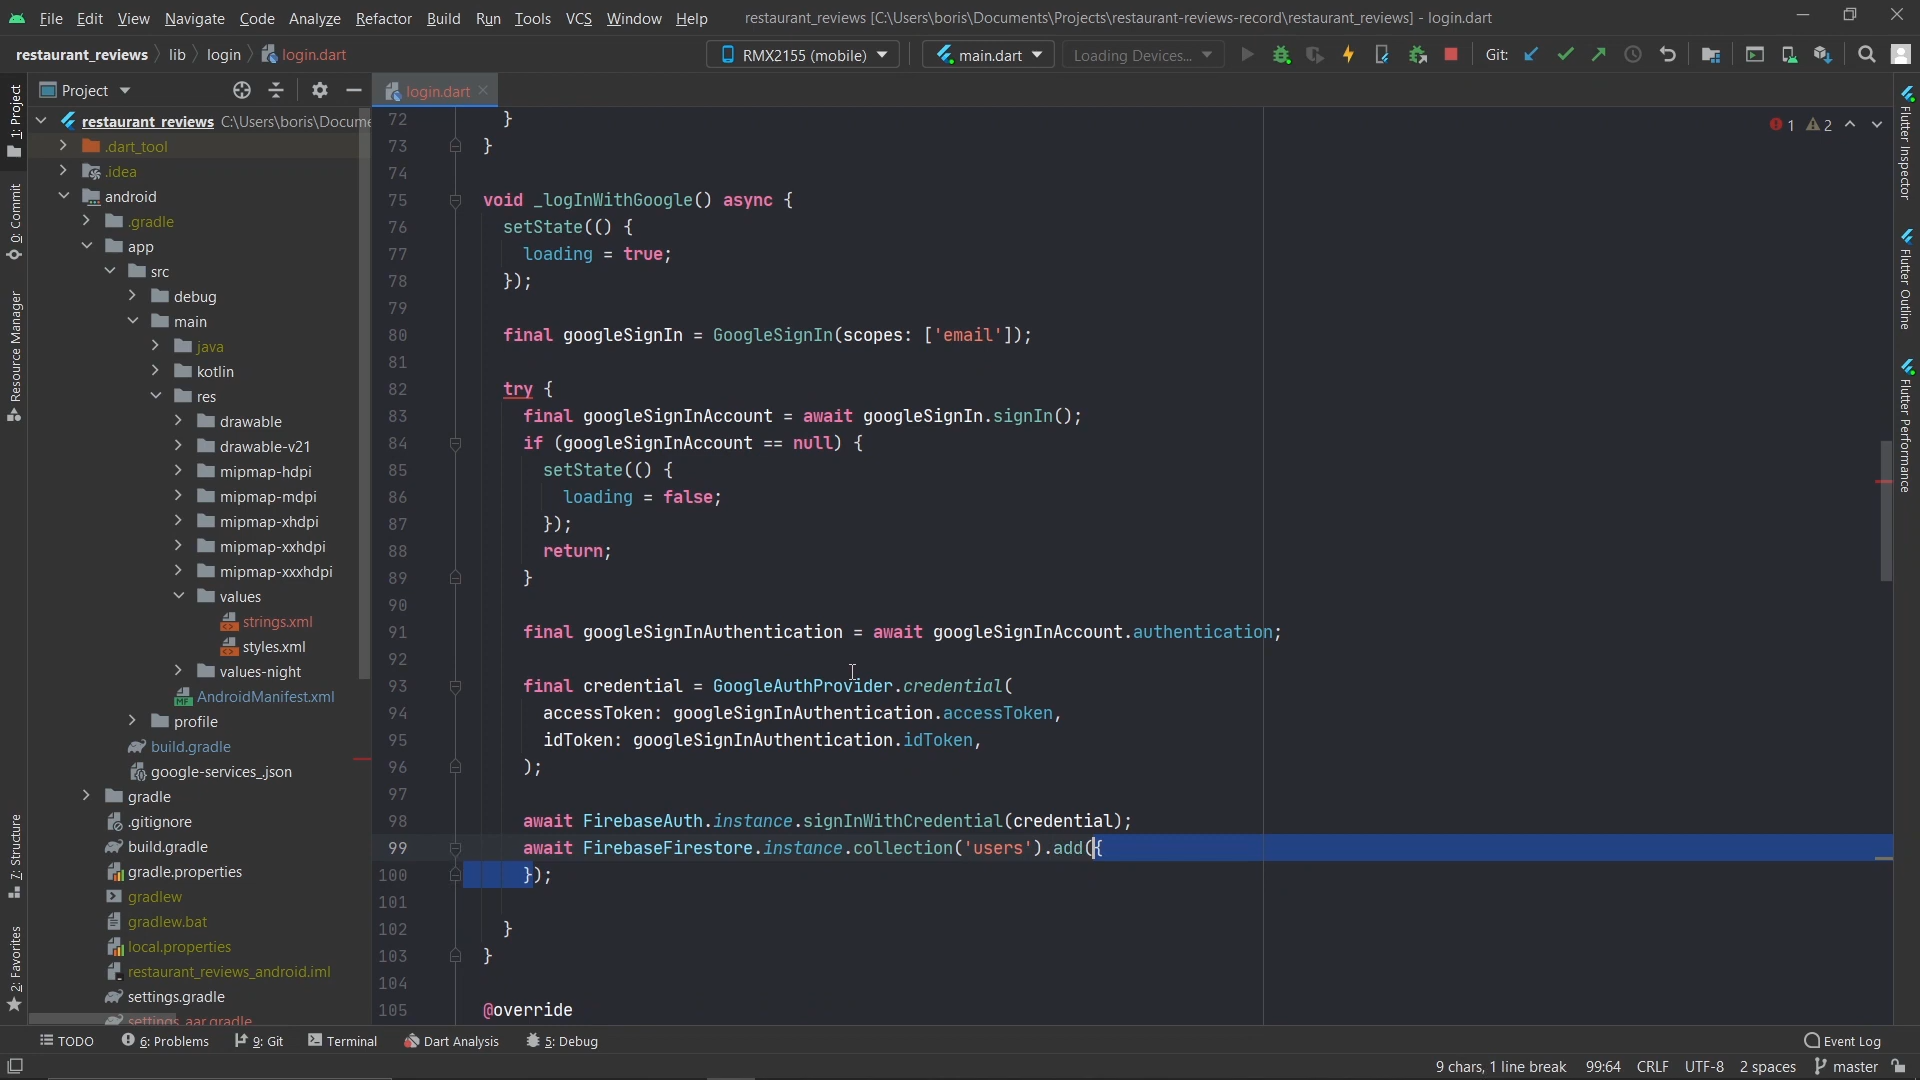 File Edit View Navigate Code Analyze Refactor Build Run Tools VCS Window Help restaurant_reviews [C:\Users\boris\Documents\Projects\restaurant-reviews-record\restaurant_reviews] - login.dart
restaurant_reviews lib login login.dart RMX2155 (mobile) main.dart Loading Devices... Git:
Project login.dart
restaurant_reviews C:\Users\boris\Docume
.dart_tool
.idea
android
.gradle
app
src
debug
main
java
kotlin
res
drawable
drawable-v21
mipmap-hdpi
mipmap-mdpi
mipmap-xhdpi
mipmap-xxhdpi
mipmap-xxxhdpi
values
strings.xml
styles.xml
values-night
AndroidManifest.xml
profile
build.gradle
google-services_.json
gradle
.gitignore
build.gradle
gradle.properties
gradlew
gradlew.bat
local.properties
restaurant_reviews_android.iml
settings.gradle
settings_aar.gradle
1: Project
0: Commit
Resource Manager
7: Structure
2: Favorites
72 }
73 }
74
75 void _logInWithGoogle() async {
76 setState(() {
77 loading = true;
78 });
79
80 final googleSignIn = GoogleSignIn(scopes: ['email']);
81
82 try {
83 final googleSignInAccount = await googleSignIn.signIn();
84 if (googleSignInAccount == null) {
85 setState(() {
86 loading = false;
87 });
88 return;
89 }
90
91 final googleSignInAuthentication = await googleSignInAccount.authentication;
92
93 final credential = GoogleAuthProvider.credential(
94 accessToken: googleSignInAuthentication.accessToken,
95 idToken: googleSignInAuthentication.idToken,
96 );
97
98 await FirebaseAuth.instance.signInWithCredential(credential);
99 await FirebaseFirestore.instance.collection('users').add({
100 });
101
102 }
103 }
104
105 @override
1 2
Flutter Inspector
Flutter Outline
Flutter Performance
TODO 6: Problems 9: Git Terminal Dart Analysis 5: Debug Event Log
9 chars, 1 line break 99:64 CRLF UTF-8 2 spaces master